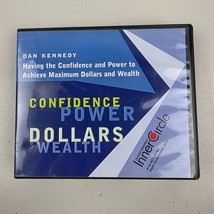 DAN KENNEDY
Having the Confidence and Power to
Achieve Maximum Dollars and Wealth
CONFIDENCE
POWER
DOLLARS
WEALTH
InnerCircle